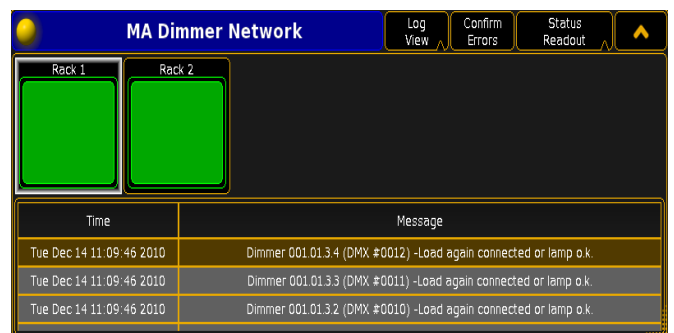 MA Dimmer Network
Log View
Confirm Errors
Status Readout
Rack 1
Rack 2
Time Message
Tue Dec 14 11:09:46 2010 Dimmer 001.01.3.4 (DMX #0012) -Load again connected or lamp o.k.
Tue Dec 14 11:09:46 2010 Dimmer 001.01.3.3 (DMX #0011) -Load again connected or lamp o.k.
Tue Dec 14 11:09:46 2010 Dimmer 001.01.3.2 (DMX #0010) -Load again connected or lamp o.k.